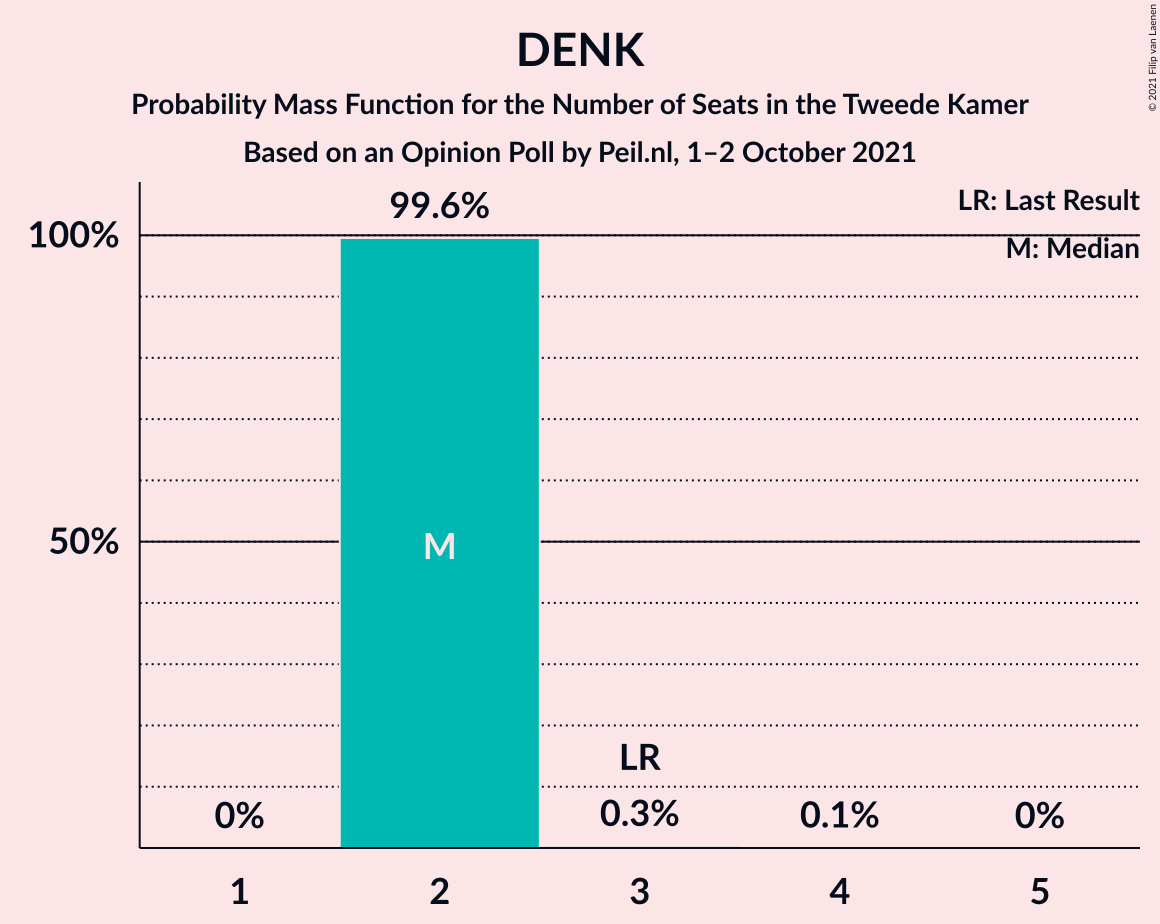 DENK
Probability Mass Function for the Number of Seats in the Tweede Kamer
Based on an Opinion Poll by Peil.nl, 1–2 October 2021
© 2021 Filip van Laenen
99.6%
LR: Last Result
100%
M: Median
50%
M
LR
0%
0.3%
0.1%
0%
1
2
3
4
5